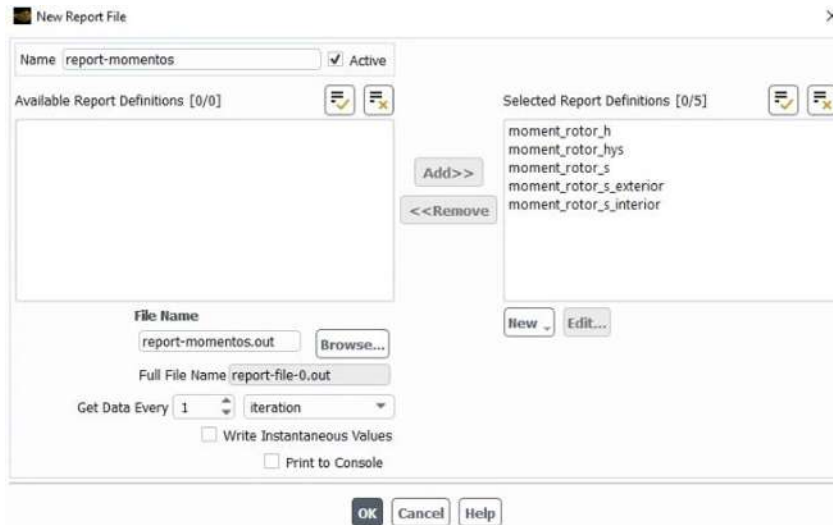 New Report File
Name report-momentos Active
Available Report Definitions [0/0]
Selected Report Definitions [0/5]
moment_rotor_h
moment_rotor_hys
moment_rotor_s
moment_rotor_s_exterior
moment_rotor_s_interior
Add>>
<<Remove
File Name
report-momentos.out Browse...
New Edit...
Full File Name report-file-0.out
Get Data Every 1 iteration
Write Instantaneous Values
Print to Console
OK Cancel Help